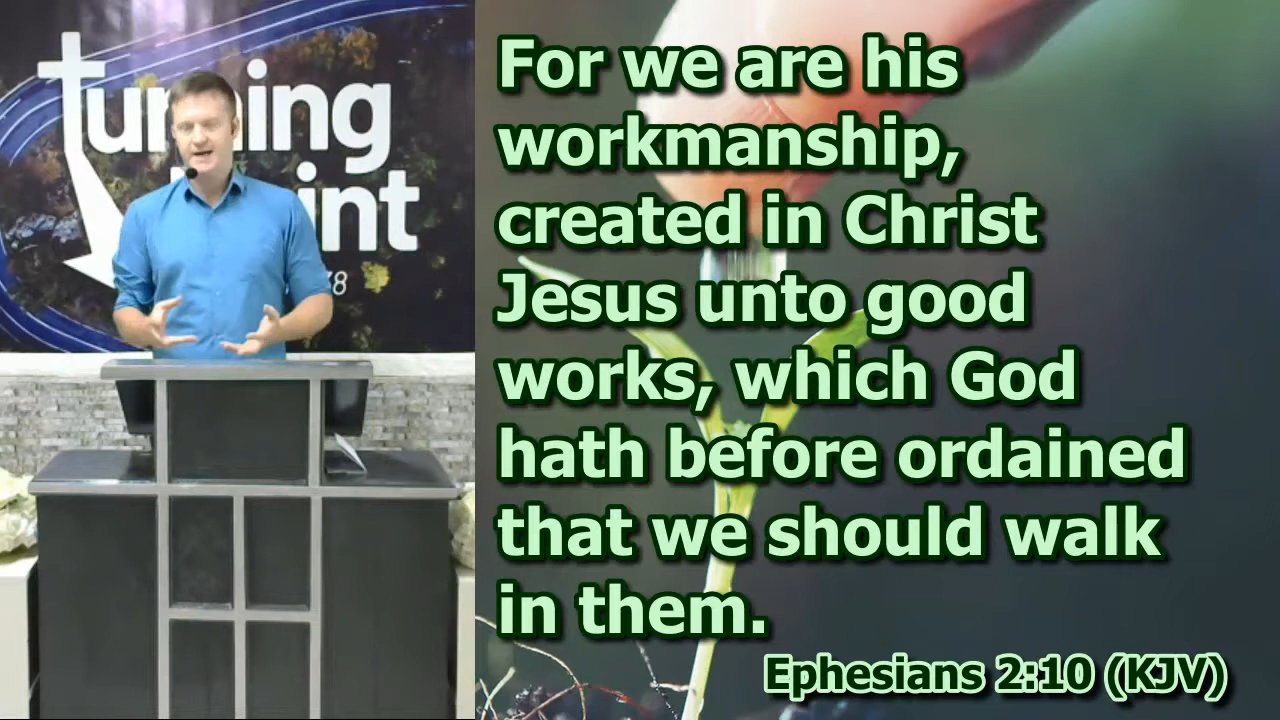 turning
point
38
For we are his
workmanship,
created in Christ
Jesus unto good
works, which God
hath before ordained
that we should walk
in them.
Ephesians 2:10 (KJV)